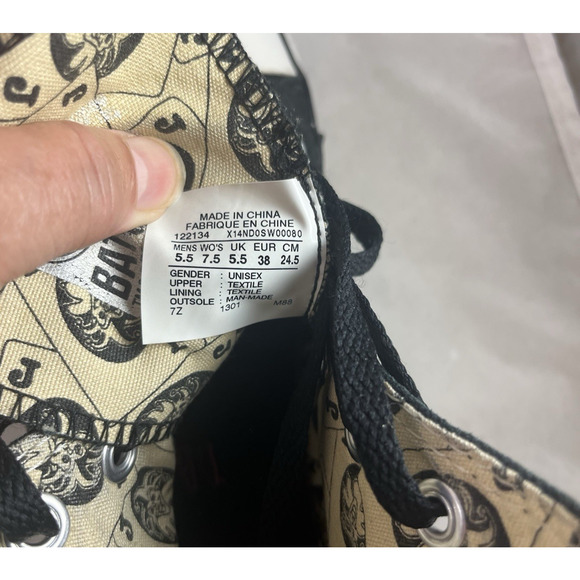 MADE IN CHINA
FABRIQUE EN CHINE
122134 X14ND0SW00080
MENS WO'S UK EUR CM
5.5 7.5 5.5 38 24.5
GENDER : UNISEX
UPPER : TEXTILE
LINING : TEXTILE
OUTSOLE : MAN-MADE
7Z 1301 M88
J
J
J
J